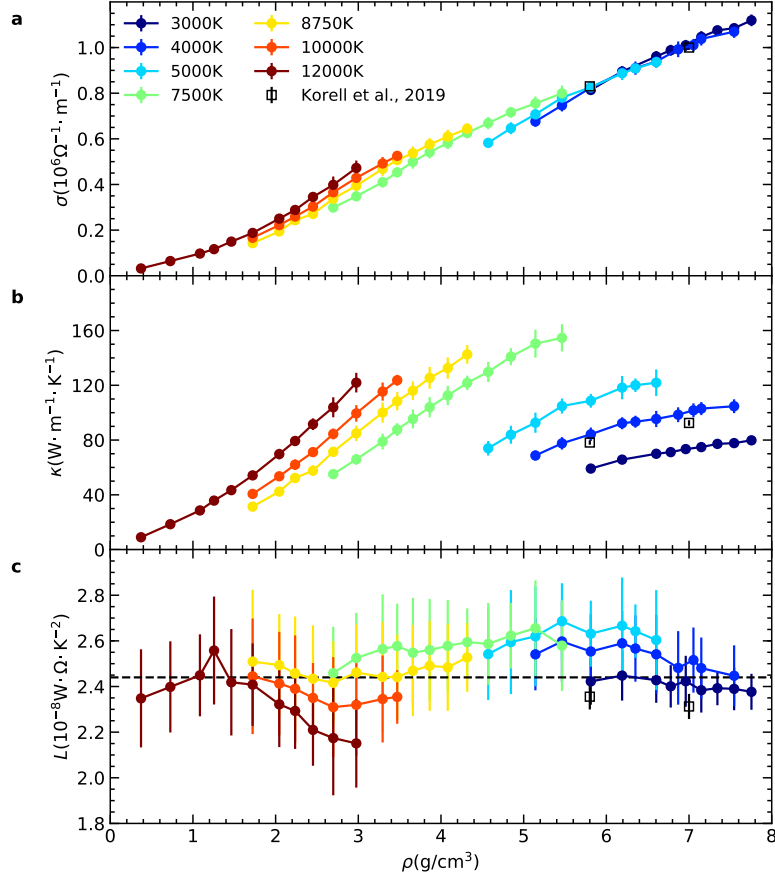 a
3000K
4000K
5000K
7500K
8750K
10000K
12000K
Korell et al., 2019
σ(10⁶Ω⁻¹· m⁻¹)
1.0
0.8
0.6
0.4
0.2
0.0
b
κ(W· m⁻¹· K⁻¹)
160
120
80
40
0
c
L(10⁻⁸W· Ω· K⁻²)
2.8
2.6
2.4
2.2
2.0
1.8
0 1 2 3 4 5 6 7 8
ρ(g/cm³)